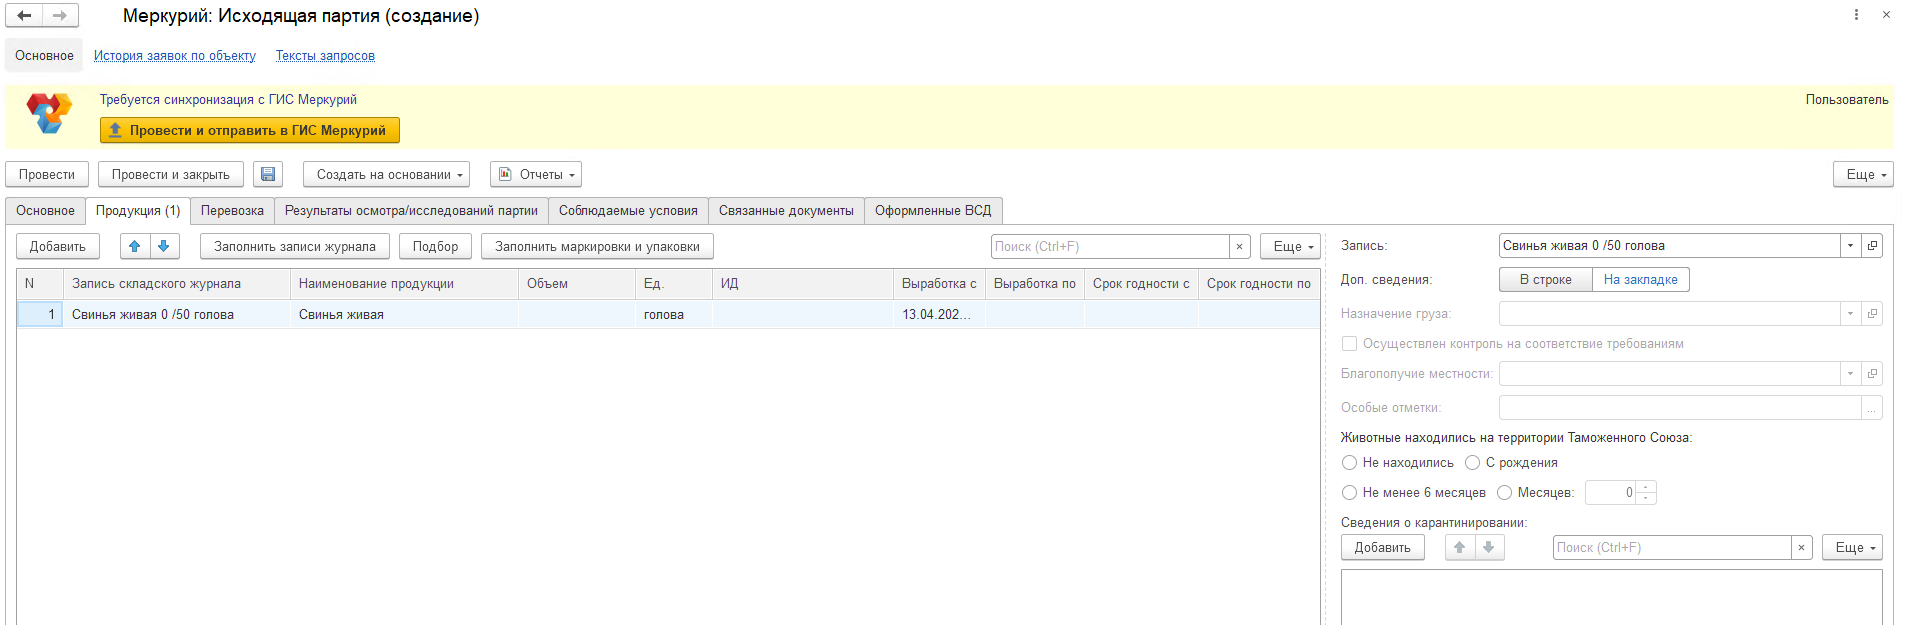 Меркурий: Исходящая партия (создание)
Основное История заявок по объекту Тексты запросов
Требуется синхронизация с ГИС Меркурий Пользователь
Провести и отправить в ГИС Меркурий
Провести Провести и закрыть Создать на основании Отчеты Еще
Основное Продукция (1) Перевозка Результаты осмотра/исследований партии Соблюдаемые условия Связанные документы Оформленные ВСД
Добавить Заполнить записи журнала Подбор Заполнить маркировки и упаковки Поиск (Ctrl+F) × Еще
N Запись складского журнала Наименование продукции Объем Ед. ИД Выработка с Выработка по Срок годности с Срок годности по
1 Свинья живая 0 /50 голова Свинья живая голова 13.04.202...
Запись: Свинья живая 0 /50 голова
Доп. сведения: В строке На закладке
Назначение груза:
Осуществлен контроль на соответствие требованиям
Благополучие местности:
Особые отметки: ...
Животные находились на территории Таможенного Союза:
Не находились С рождения
Не менее 6 месяцев Месяцев: 0
Сведения о карантинировании:
Добавить Поиск (Ctrl+F) × Еще